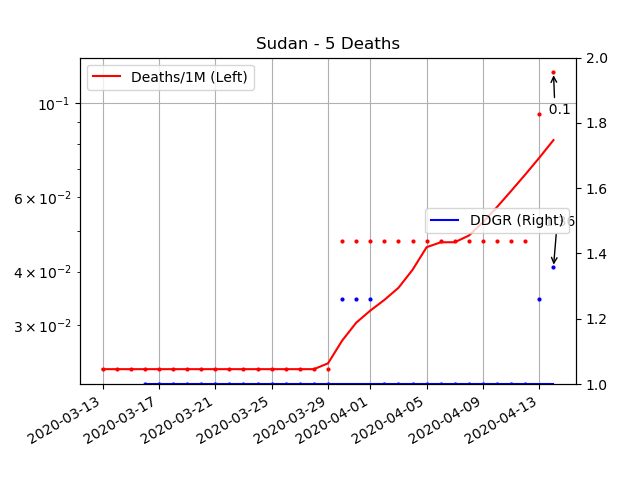 Sudan - 5 Deaths
Deaths/1M (Left)
DDGR (Right)
0.1
10⁻¹
6 × 10⁻²
4 × 10⁻²
3 × 10⁻²
2.0
1.8
1.6
1.4
1.2
1.0
2020-03-13
2020-03-17
2020-03-21
2020-03-25
2020-03-29
2020-04-01
2020-04-05
2020-04-09
2020-04-13